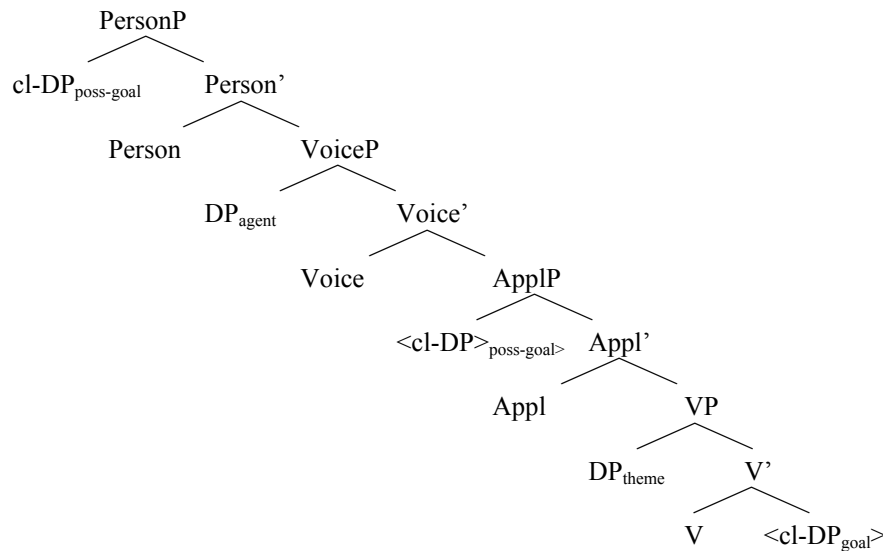 PersonP
cl-DPposs-goal Person’
Person VoiceP
DPagent Voice’
Voice ApplP
<cl-DP>poss-goal> Appl’
Appl VP
DPtheme V’
V <cl-DPgoal>